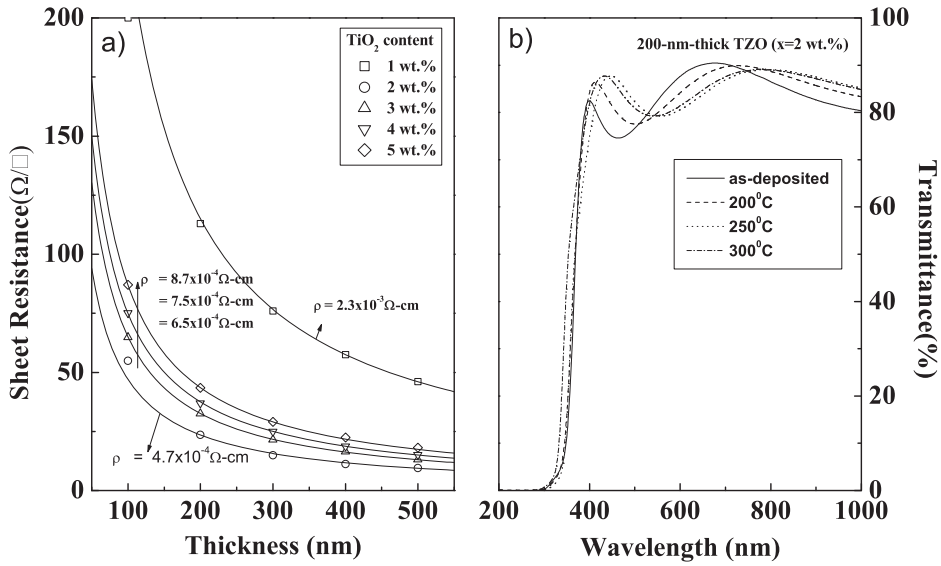 a)
TiO₂ content
1 wt.%
2 wt.%
3 wt.%
4 wt.%
5 wt.%
ρ = 8.7x10⁻⁴Ω-cm
= 7.5x10⁻⁴Ω-cm
= 6.5x10⁻⁴Ω-cm
ρ = 2.3x10⁻³Ω-cm
ρ = 4.7x10⁻⁴Ω-cm
200
150
100
50
0
Sheet Resistance(Ω/□)
100 200 300 400 500
Thickness (nm)
b)
200-nm-thick TZO (x=2 wt.%)
as-deposited
200⁰C
250⁰C
300⁰C
100
80
60
40
20
0
Transmittance(%)
200 400 600 800 1000
Wavelength (nm)